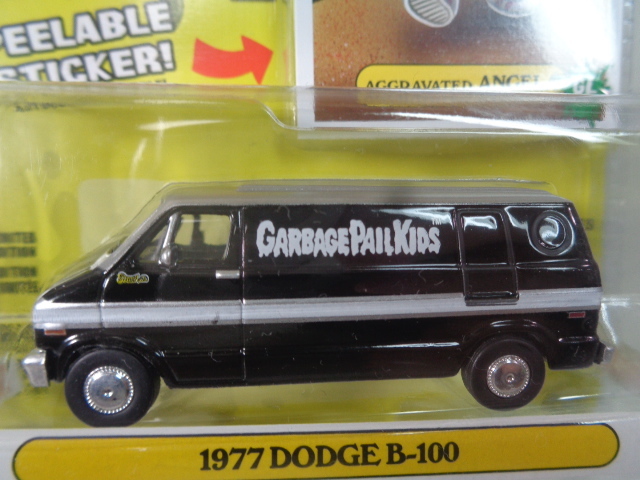 PEELABLE
STICKER!
AGGRAVATED ANGEL
GARBAGE PAIL KIDS
1977 DODGE B-100